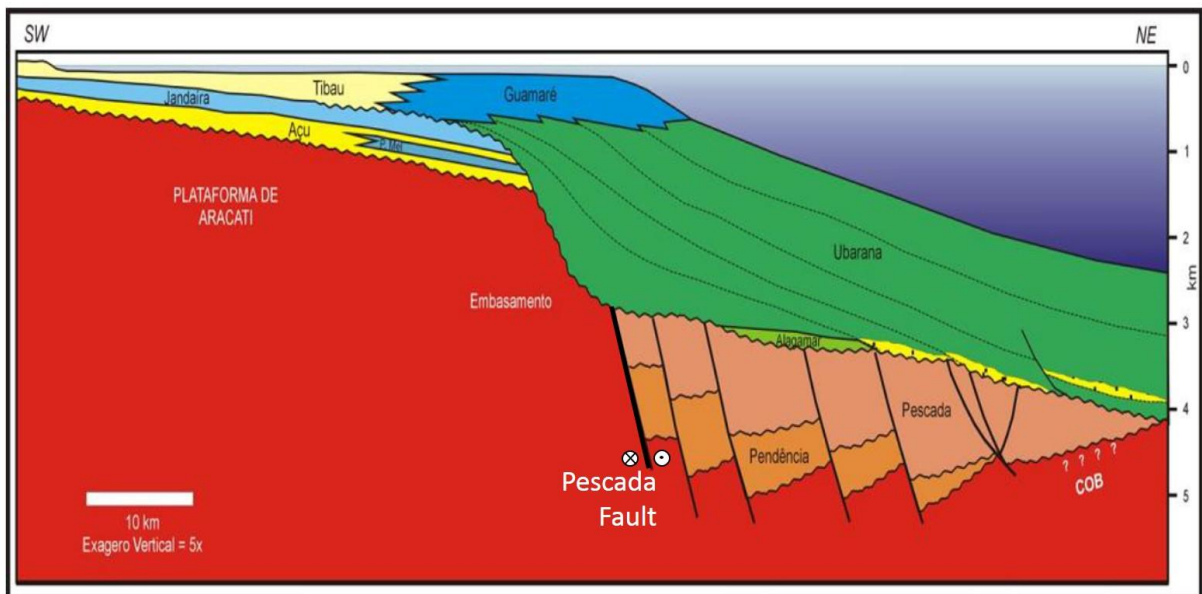 SW
NE
0
Tibau
Guamaré
Jandaíra
Açu
P. Mel
1
PLATAFORMA DE
ARACATI
Ubarana
2
km
Embasamento
3
Alagamar
Pescada
4
Pendência
? ? ? ?
COB
Pescada
Fault
5
10 km
Exagero Vertical = 5x